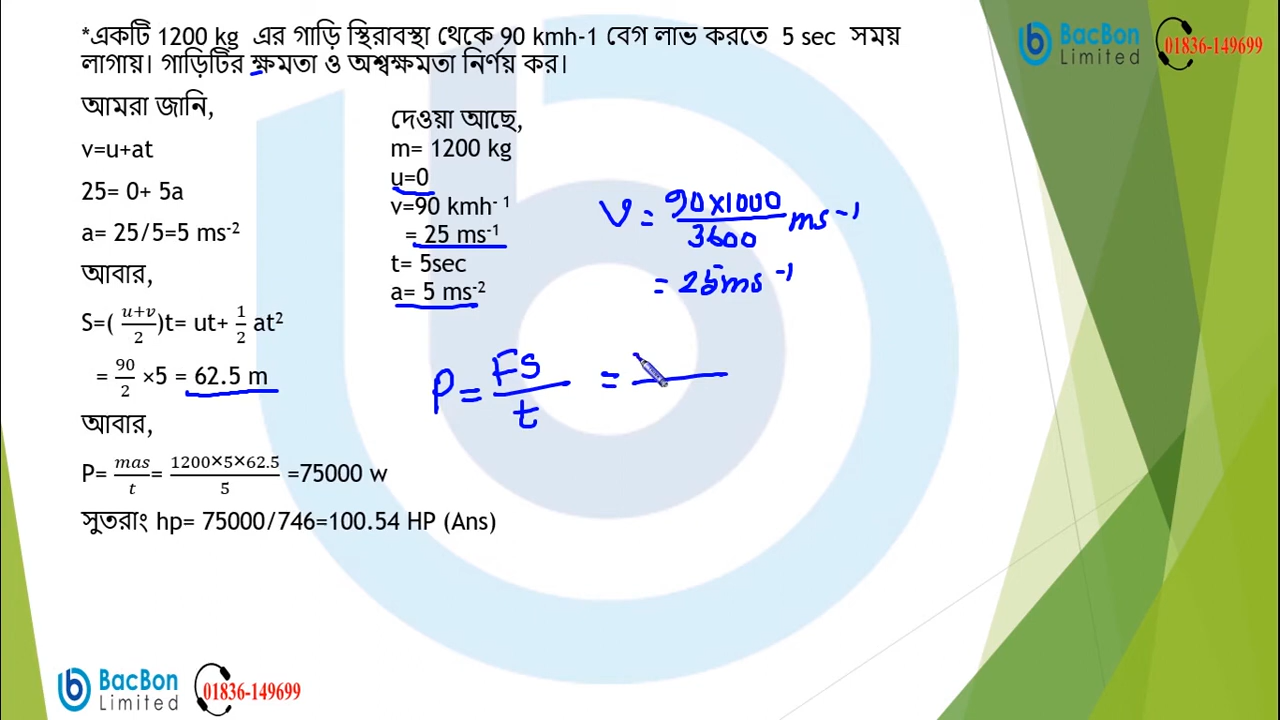 *একটি 1200 kg এর গাড়ি স্থিরাবস্থা থেকে 90 kmh-1 বেগ লাভ করতে 5 sec সময়
লাগায়। গাড়িটির ক্ষমতা ও অশ্বক্ষমতা নির্ণয় কর।
BacBon
Limited
01836-149699
আমরা জানি,
v=u+at
25= 0+ 5a
a= 25/5=5 ms-2
আবার,
S=( u+v/2 )t= ut+ 1/2 at2
= 90/2 ×5 = 62.5 m
আবার,
P= mas/t= 1200×5×62.5/5 =75000 w
সুতরাং hp= 75000/746=100.54 HP (Ans)
দেওয়া আছে,
m= 1200 kg
u=0
v=90 kmh- 1
= 25 ms-1
t= 5sec
a= 5 ms-2
v = 90×1000/3600 ms-1
= 25ms-1
P = FS/t =
BacBon
Limited
01836-149699